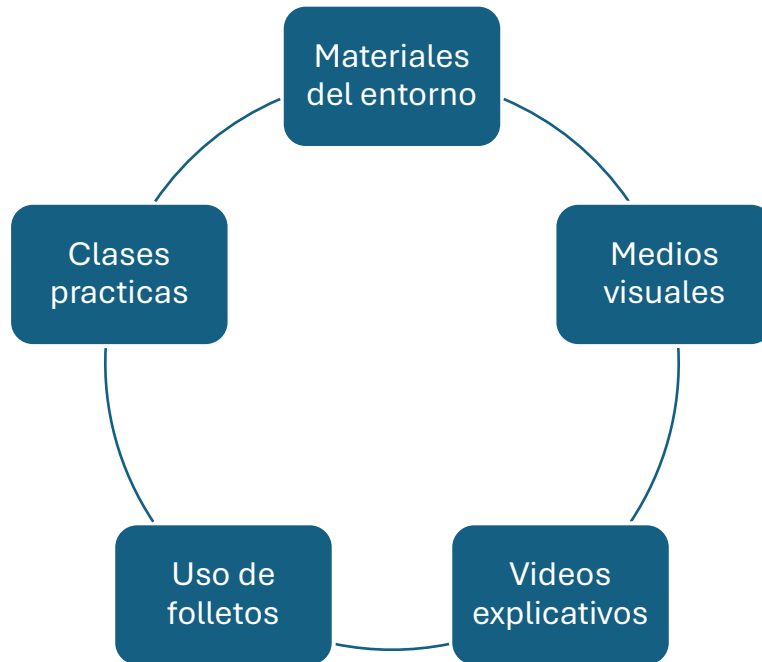 Materiales
del entorno
Medios
visuales
Videos
explicativos
Uso de
folletos
Clases
practicas